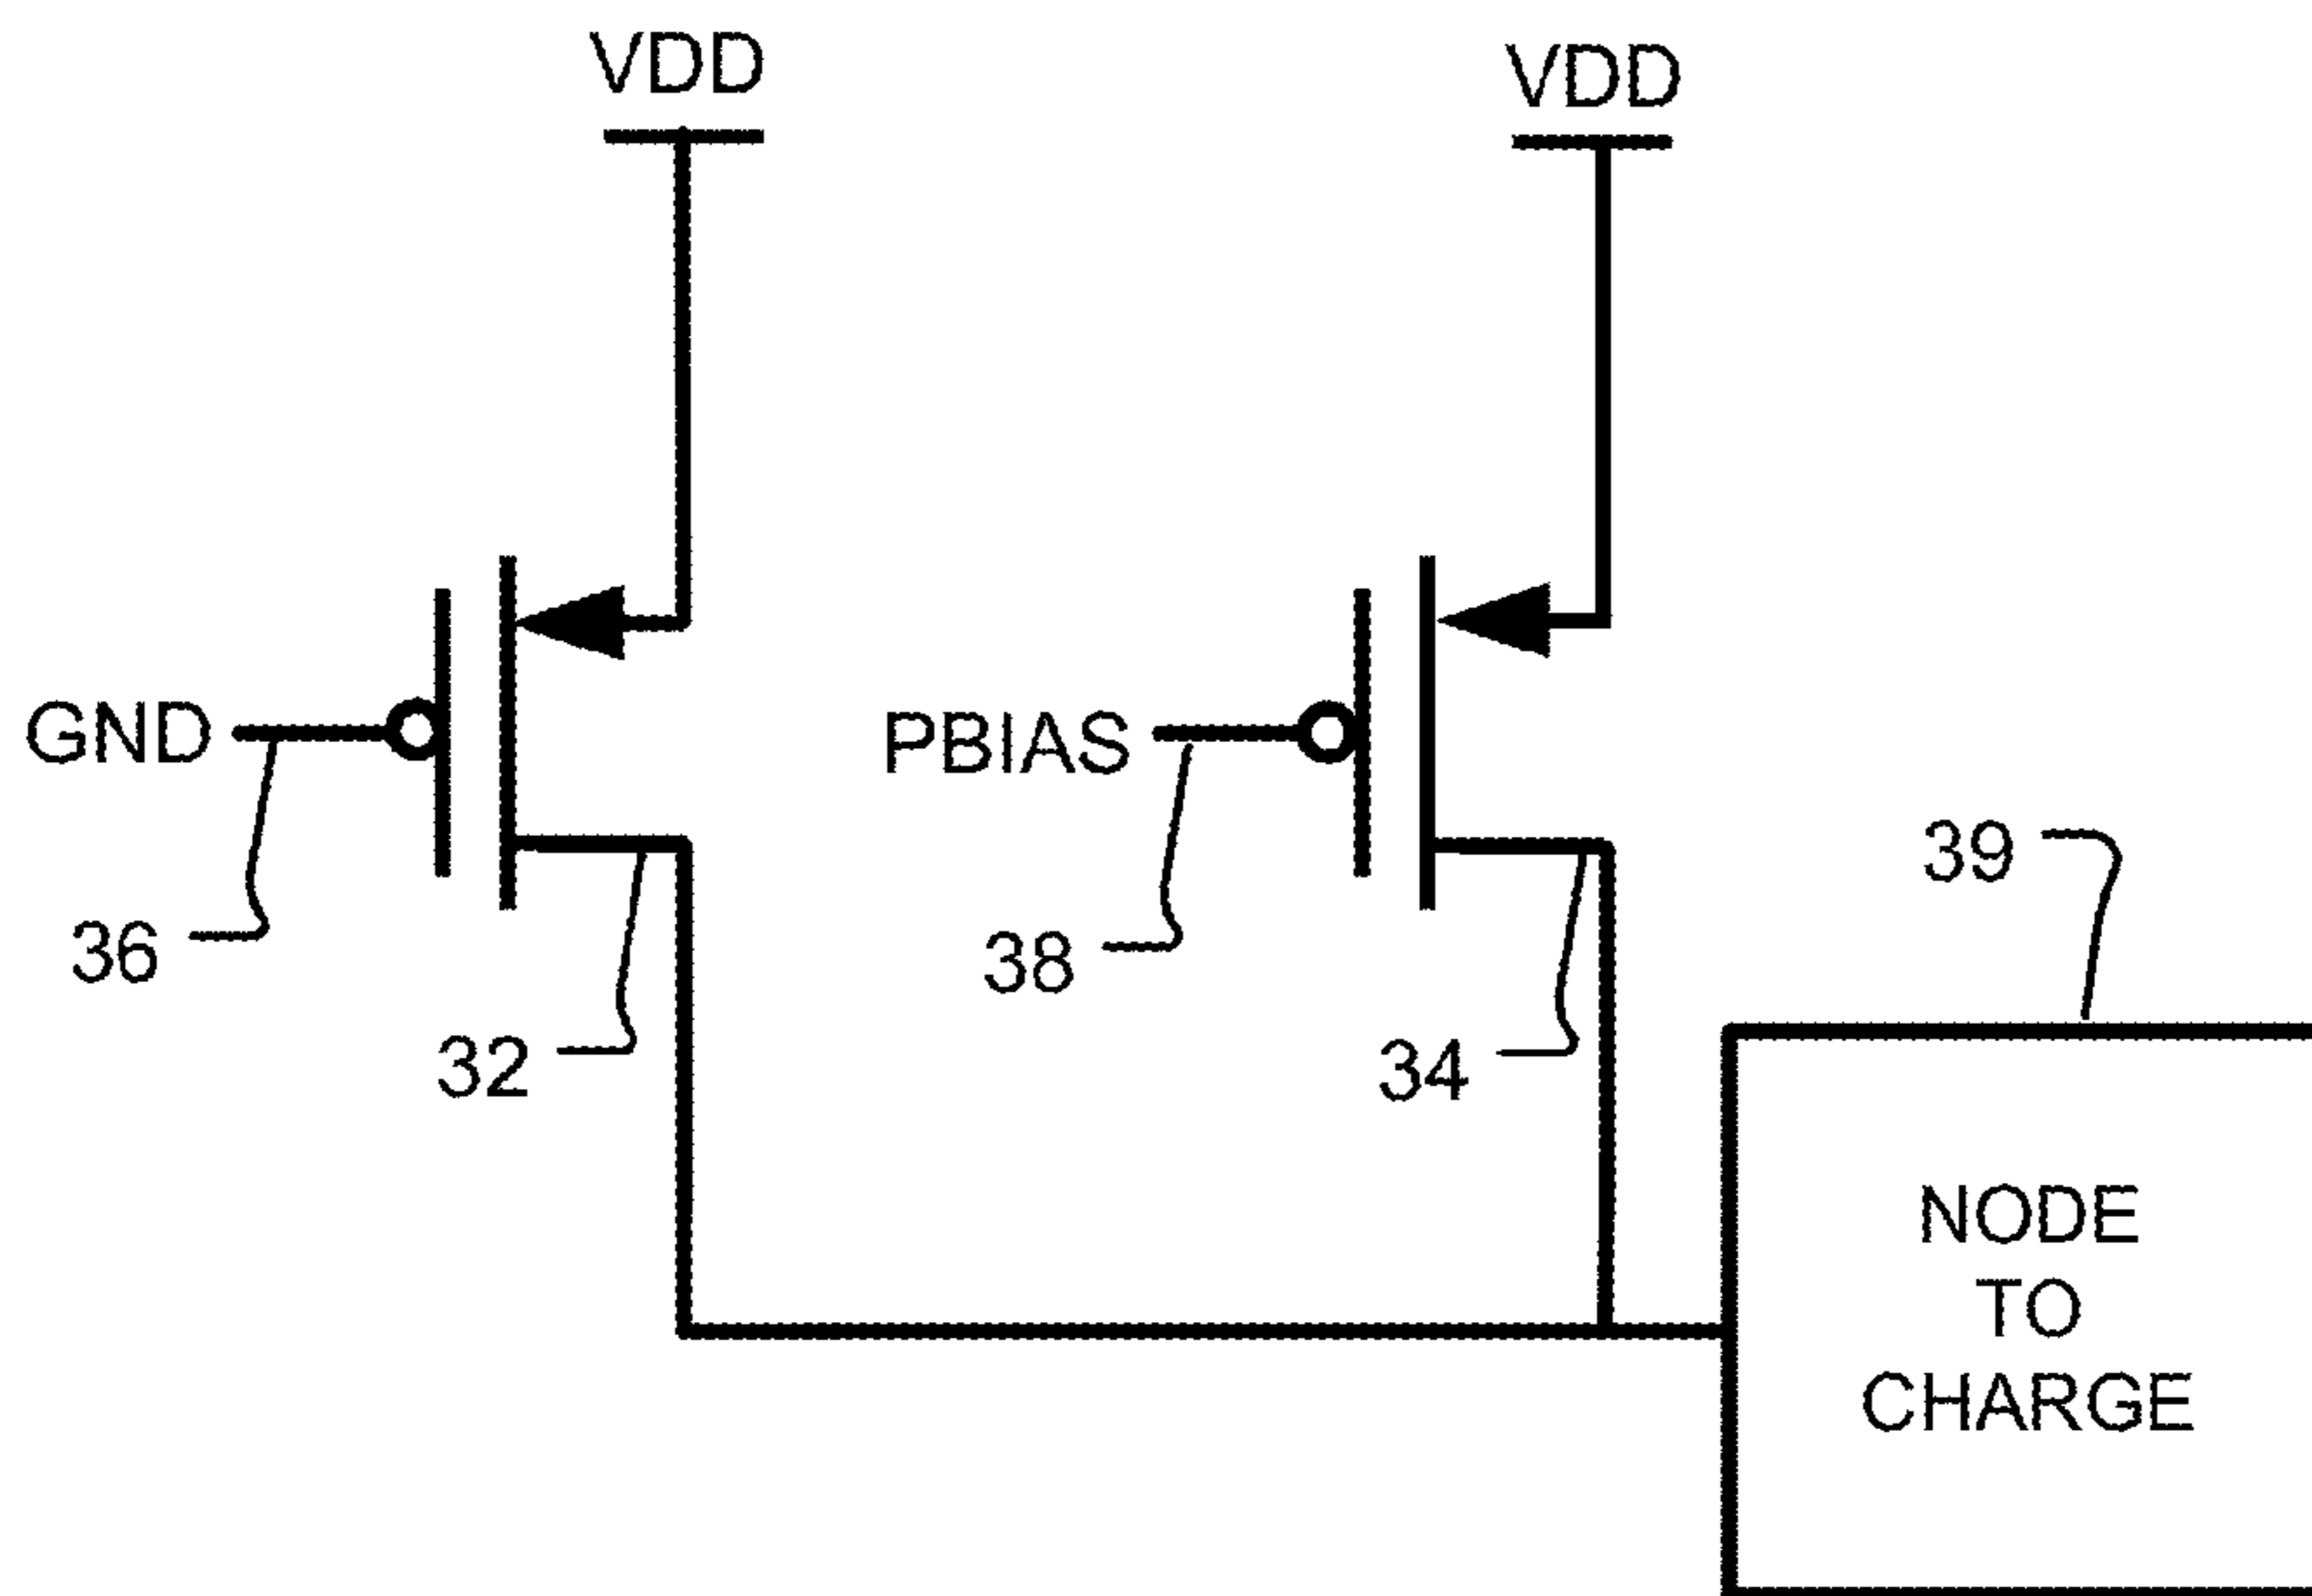 VDD
VDD
GND
PBIAS
39
36
38
32
34
NODE
TO
CHARGE